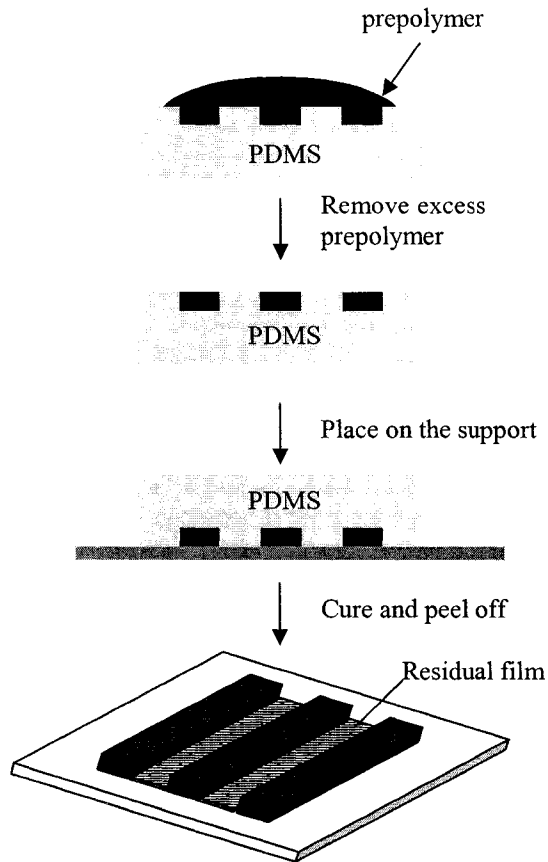 prepolymer
PDMS
Remove excess
prepolymer
PDMS
Place on the support
PDMS
Cure and peel off
Residual film